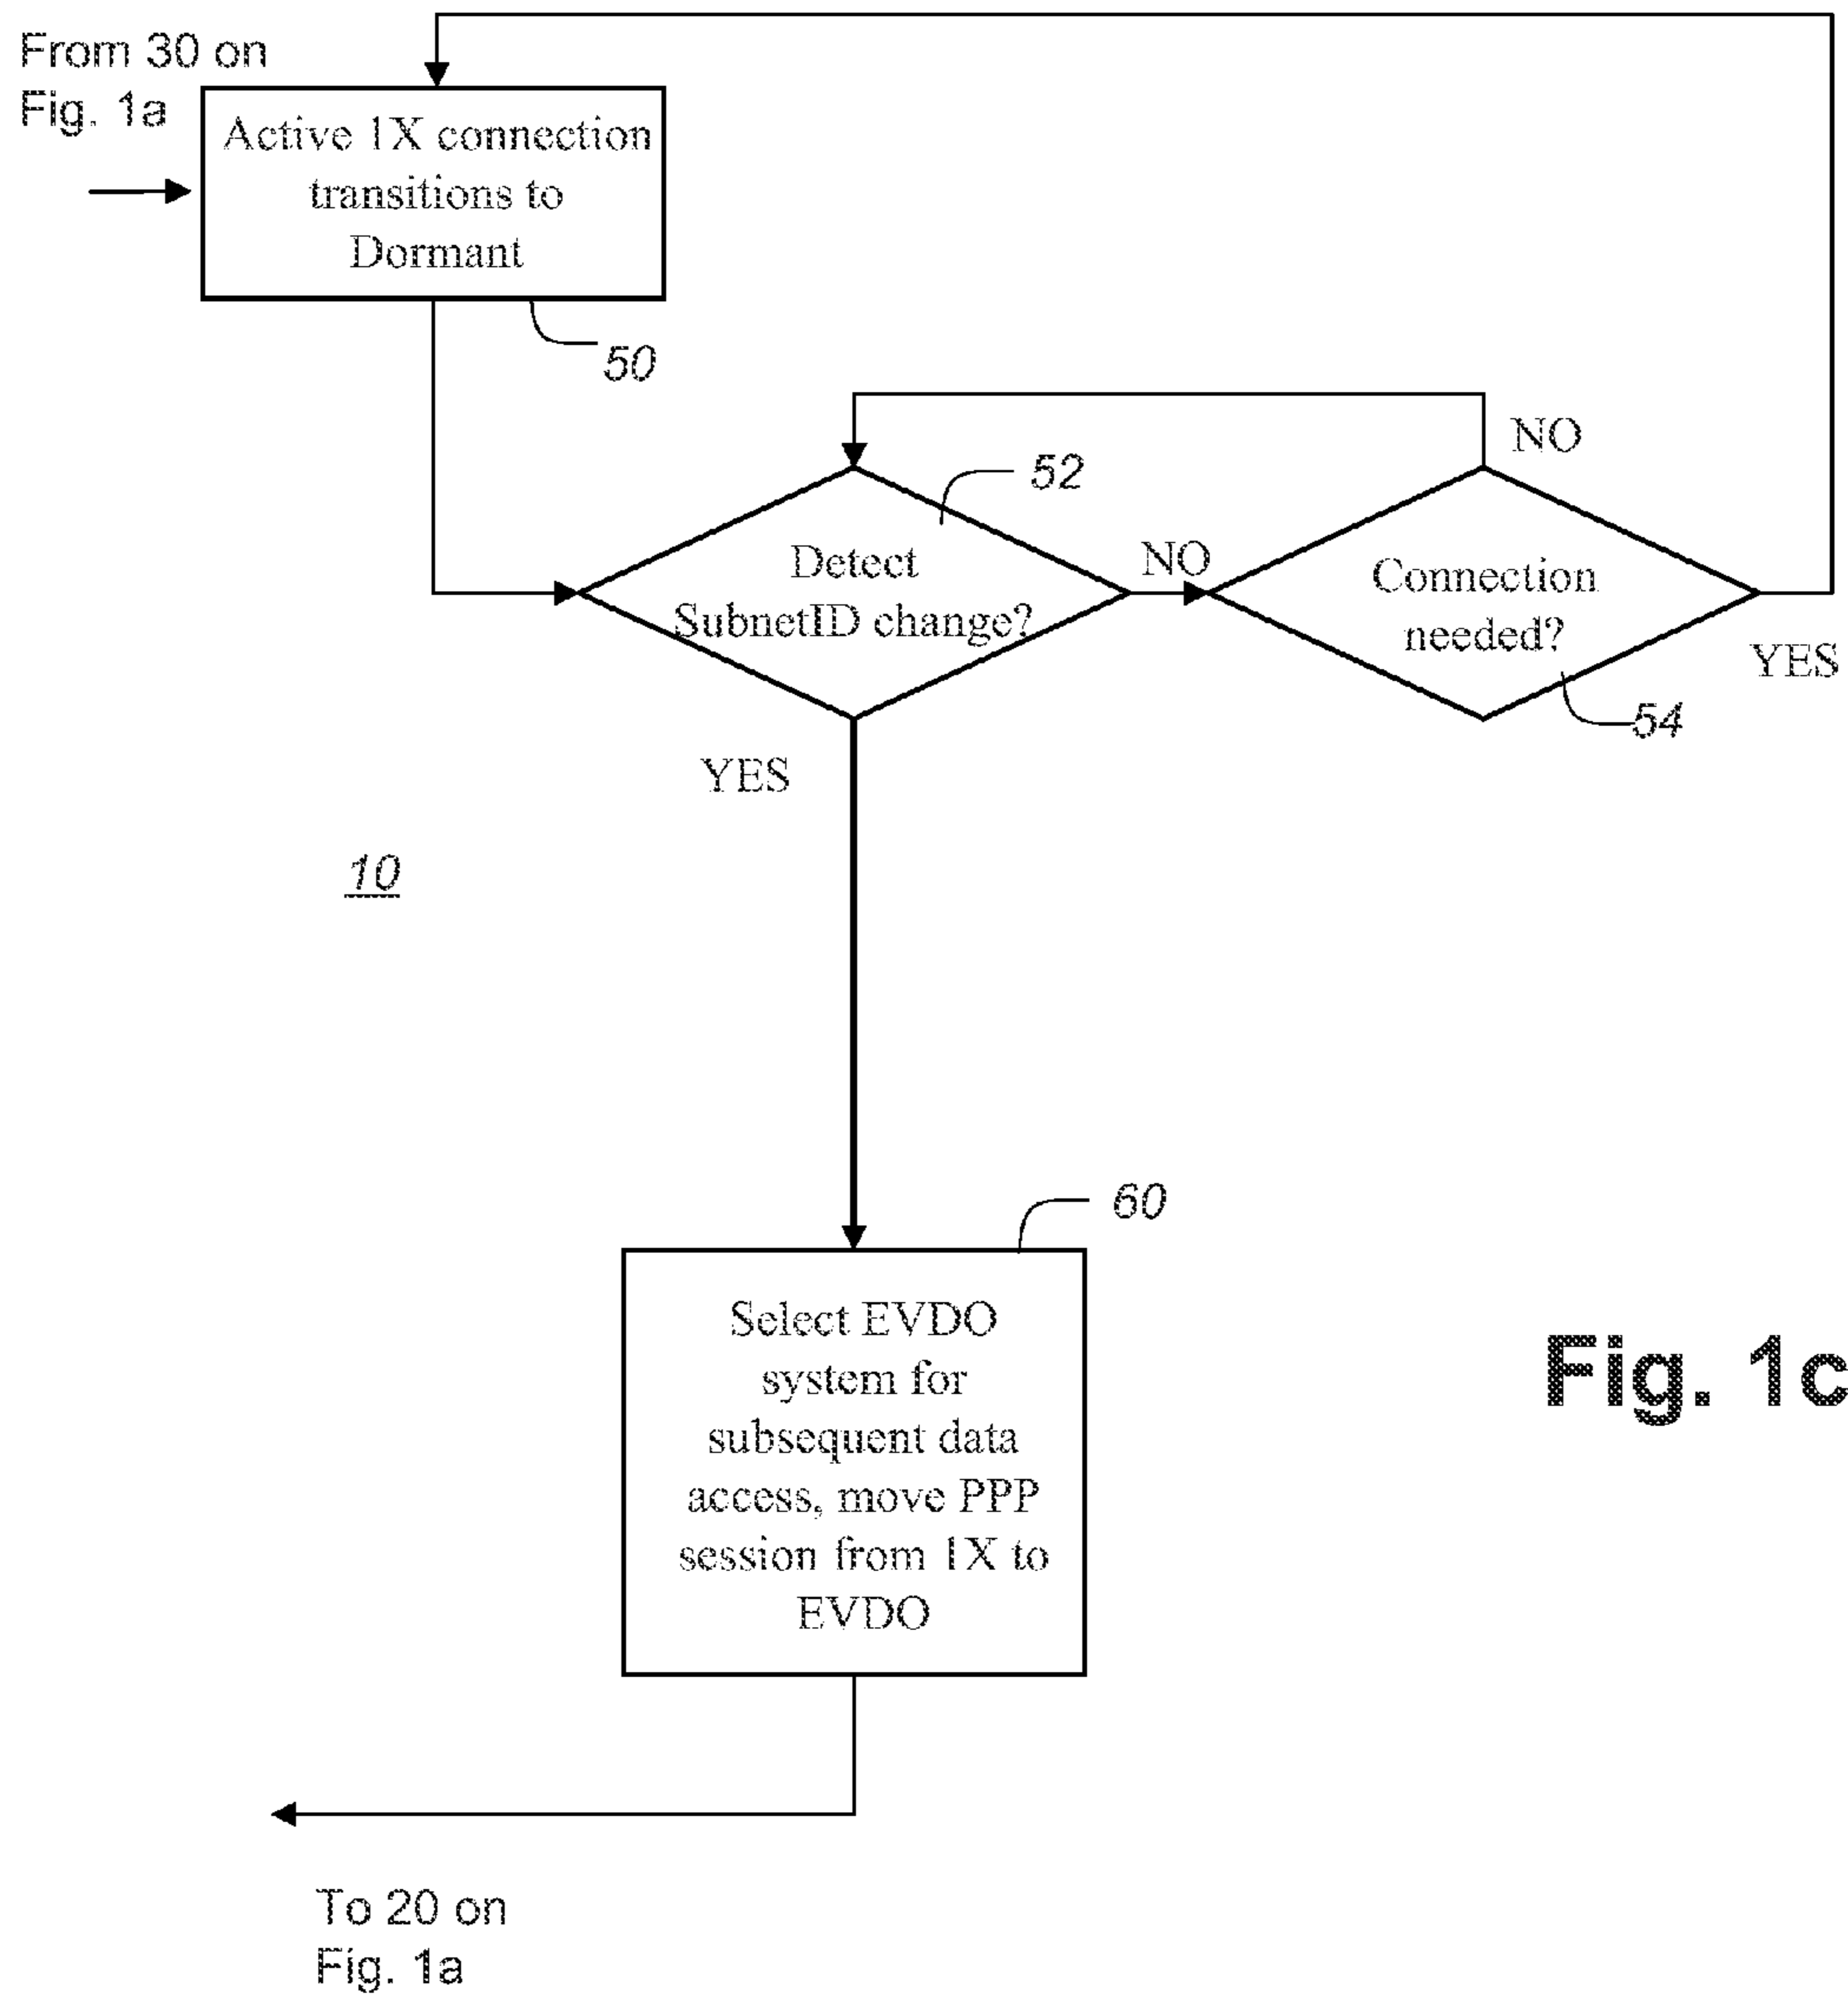 From 30 on
Fig. 1a
Active 1X connection
transitions to
Dormant
50
NO
52
Detect
SubnetID change?
NO
Connection
needed?
YES
54
YES
10
60
Select EVDO
system for
subsequent data
access, move PPP
session from 1X to
EVDO
Fig. 1c
To 20 on
Fig. 1a